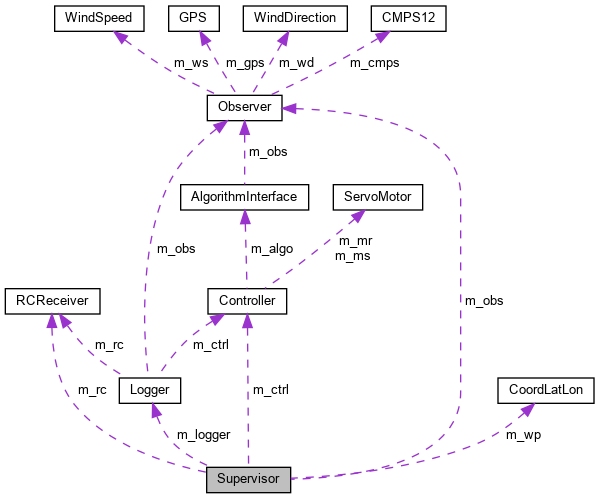 WindSpeed
GPS
WindDirection
CMPS12
m_ws
m_gps
m_wd
m_cmps
Observer
m_obs
AlgorithmInterface
ServoMotor
m_obs
m_algo
m_mr
m_ms
RCReceiver
Controller
m_obs
m_rc
m_ctrl
m_rc
Logger
m_ctrl
CoordLatLon
m_logger
m_wp
Supervisor